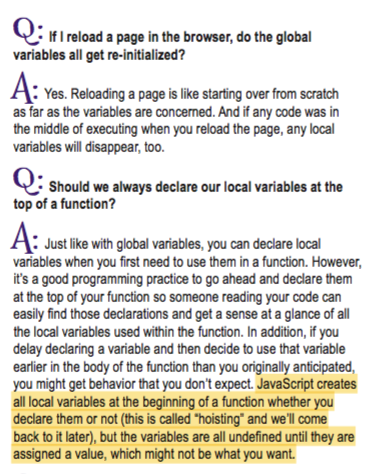 Q: If I reload a page in the browser, do the global
variables all get re-initialized?
A: Yes. Reloading a page is like starting over from scratch
as far as the variables are concerned. And if any code was in
the middle of executing when you reload the page, any local
variables will disappear, too.
Q: Should we always declare our local variables at the
top of a function?
A: Just like with global variables, you can declare local
variables when you first need to use them in a function. However,
it's a good programming practice to go ahead and declare them
at the top of your function so someone reading your code can
easily find those declarations and get a sense at a glance of all
the local variables used within the function. In addition, if you
delay declaring a variable and then decide to use that variable
earlier in the body of the function than you originally anticipated,
you might get behavior that you don't expect. JavaScript creates
all local variables at the beginning of a function whether you
declare them or not (this is called "hoisting" and we'll come
back to it later), but the variables are all undefined until they are
assigned a value, which might not be what you want.